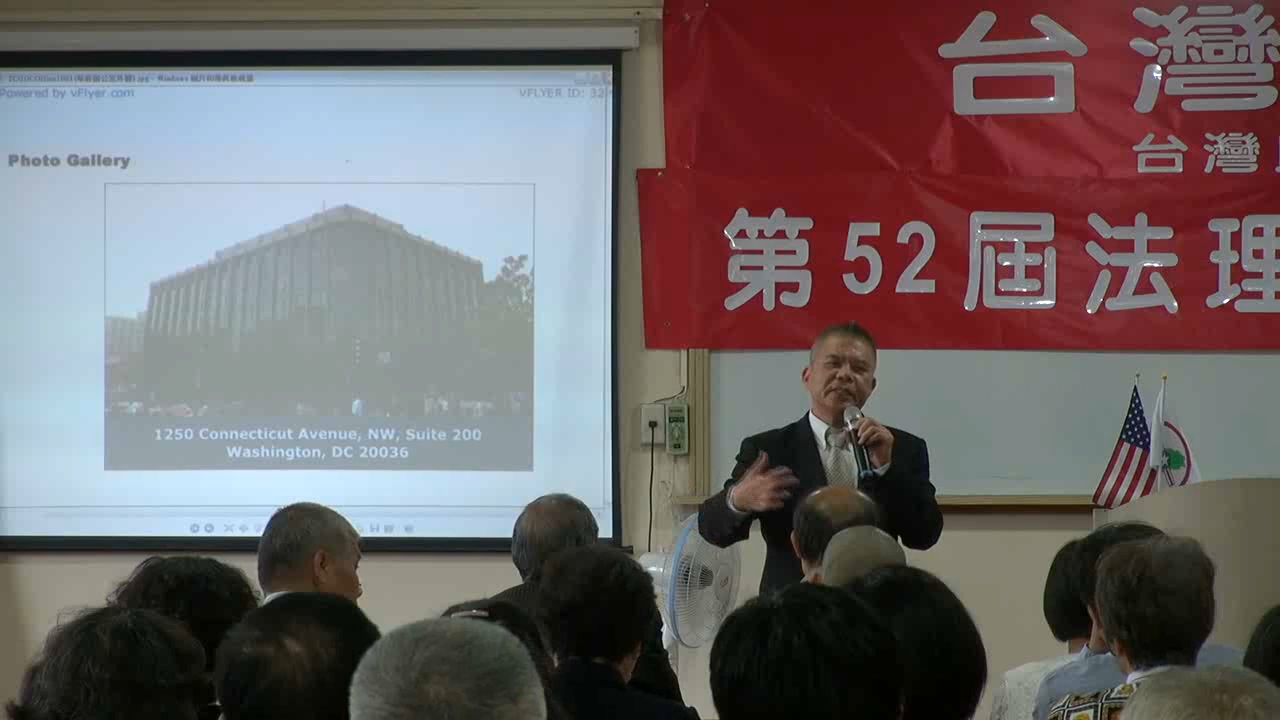 Powered by vFlyer.com
VFLYER ID: 32
Photo Gallery
1250 Connecticut Avenue, NW, Suite 200
Washington, DC 20036
台灣
台灣
第52屆法理